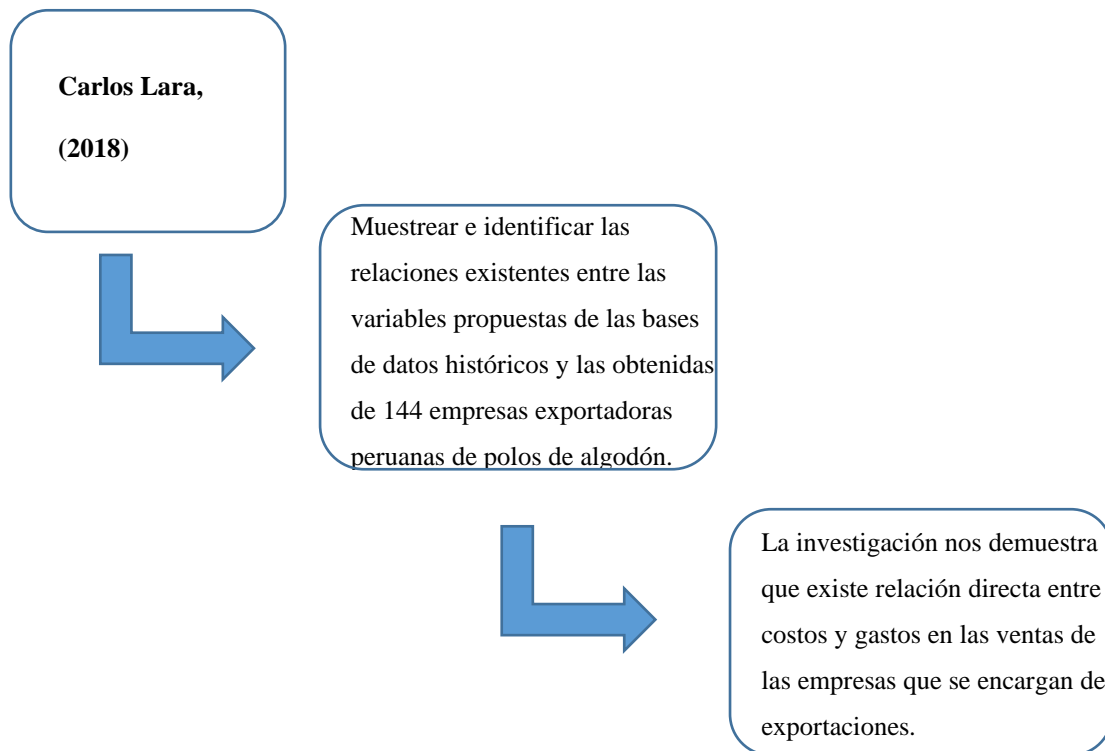 Carlos Lara,
(2018)
Muestrear e identificar las
relaciones existentes entre las
variables propuestas de las bases
de datos históricos y las obtenidas
de 144 empresas exportadoras
peruanas de polos de algodón.
La investigación nos demuestra
que existe relación directa entre
costos y gastos en las ventas de
las empresas que se encargan de
exportaciones.